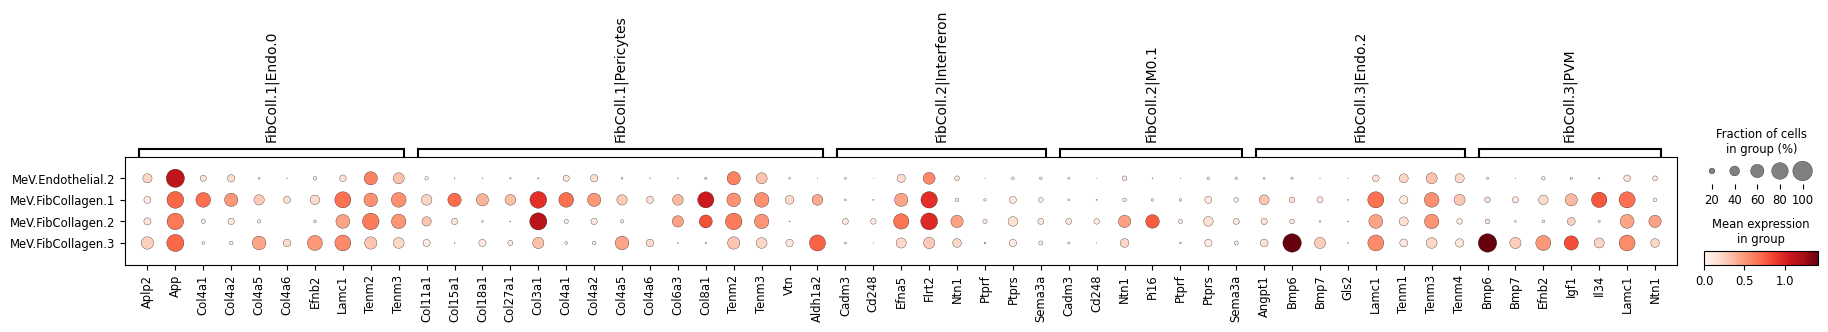 FibColl.1|Endo.0
FibColl.1|Pericytes
FibColl.2|Interferon
FibColl.2|M0.1
FibColl.3|Endo.2
FibColl.3|PVM
MeV.Endothelial.2
MeV.FibCollagen.1
MeV.FibCollagen.2
MeV.FibCollagen.3
Aplp2
App
Col4a1
Col4a2
Col4a5
Col4a6
Efnb2
Lamc1
Tenm2
Tenm3
Col11a1
Col15a1
Col18a1
Col27a1
Col3a1
Col4a1
Col4a2
Col4a5
Col4a6
Col6a3
Col8a1
Tenm2
Tenm3
Vtn
Aldh1a2
Cadm3
Cd248
Efna5
Flrt2
Ntn1
Ptprf
Ptprs
Sema3a
Cadm3
Cd248
Ntn1
Pi16
Ptprf
Ptprs
Sema3a
Angpt1
Bmp6
Bmp7
Gls2
Lamc1
Tenm1
Tenm3
Tenm4
Bmp6
Bmp7
Efnb2
Igf1
Il34
Lamc1
Ntn1
Fraction of cells
in group (%)
20 40 60 80 100
Mean expression
in group
0.0 0.5 1.0